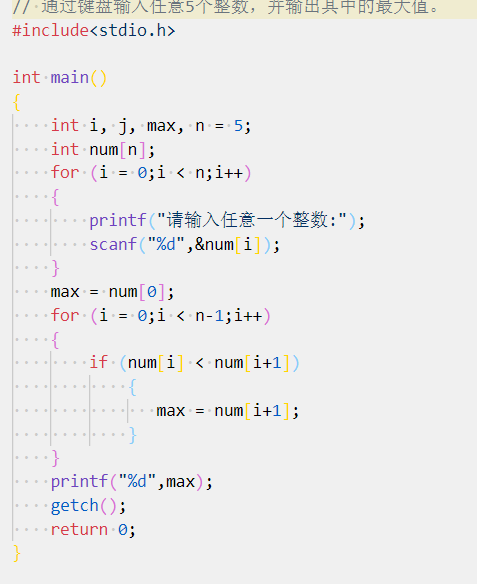 // 通过键盘输入任意5个整数，并输出其中的最大值。
#include<stdio.h>
int main()
{
int i, j, max, n = 5;
int num[n];
for (i = 0;i < n;i++)
{
printf("请输入任意一个整数:");
scanf("%d",&num[i]);
}
max = num[0];
for (i = 0;i < n-1;i++)
{
if (num[i] < num[i+1])
{
max = num[i+1];
}
}
printf("%d",max);
getch();
return 0;
}